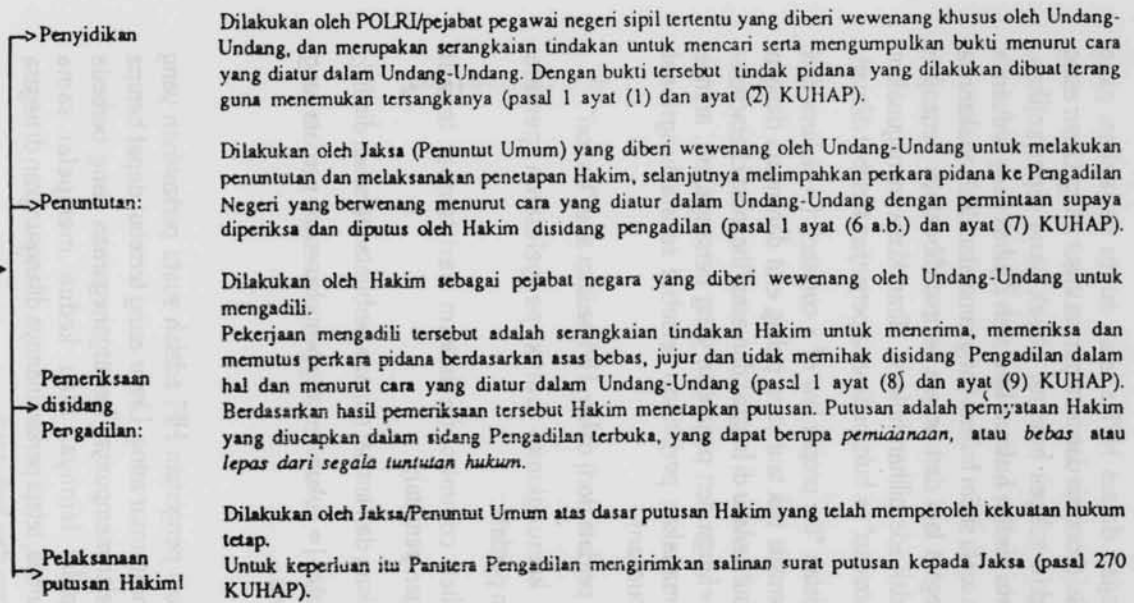 Penyidikan
Dilakukan oleh POLRI/pejabat pegawai negeri sipil tertentu yang diberi wewenang khusus oleh Undang-
Undang, dan merupakan serangkaian tindakan untuk mencari serta mengumpulkan bukti menurut cara
yang diatur dalam Undang-Undang. Dengan bukti tersebut tindak pidana yang dilakukan dibuat terang
guna menemukan tersangkanya (pasal 1 ayat (1) dan ayat (2) KUHAP).
Penuntutan:
Dilakukan oleh Jaksa (Penuntut Umum) yang diberi wewenang oleh Undang-Undang untuk melakukan
penuntutan dan melaksanakan penetapan Hakim, selanjutnya melimpahkan perkara pidana ke Pengadilan
Negeri yang berwenang menurut cara yang diatur dalam Undang-Undang dengan permintaan supaya
diperiksa dan diputus oleh Hakim disidang pengadilan (pasal 1 ayat (6 a.b.) dan ayat (7) KUHAP).
Pemeriksaan
disidang
Pengadilan:
Dilakukan oleh Hakim sebagai pejabat negara yang diberi wewenang oleh Undang-Undang untuk
mengadili.
Pekerjaan mengadili tersebut adalah serangkaian tindakan Hakim untuk menerima, memeriksa dan
memutus perkara pidana berdasarkan asas bebas, jujur dan tidak memihak disidang Pengadilan dalam
hal dan menurut cara yang diatur dalam Undang-Undang (pasal 1 ayat (8) dan ayat (9) KUHAP).
Berdasarkan hasil pemeriksaan tersebut Hakim menetapkan putusan. Putusan adalah pernyataan Hakim
yang diucapkan dalam sidang Pengadilan terbuka, yang dapat berupa pemidanaan, atau bebas atau
lepas dari segala tuntutan hukum.
Pelaksanaan
putusan Hakim!
Dilakukan oleh Jaksa/Penuntut Umum atas dasar putusan Hakim yang telah memperoleh kekuatan hukum
tetap.
Untuk keperluan itu Panitera Pengadilan mengirimkan salinan surat putusan kepada Jaksa (pasal 270
KUHAP).